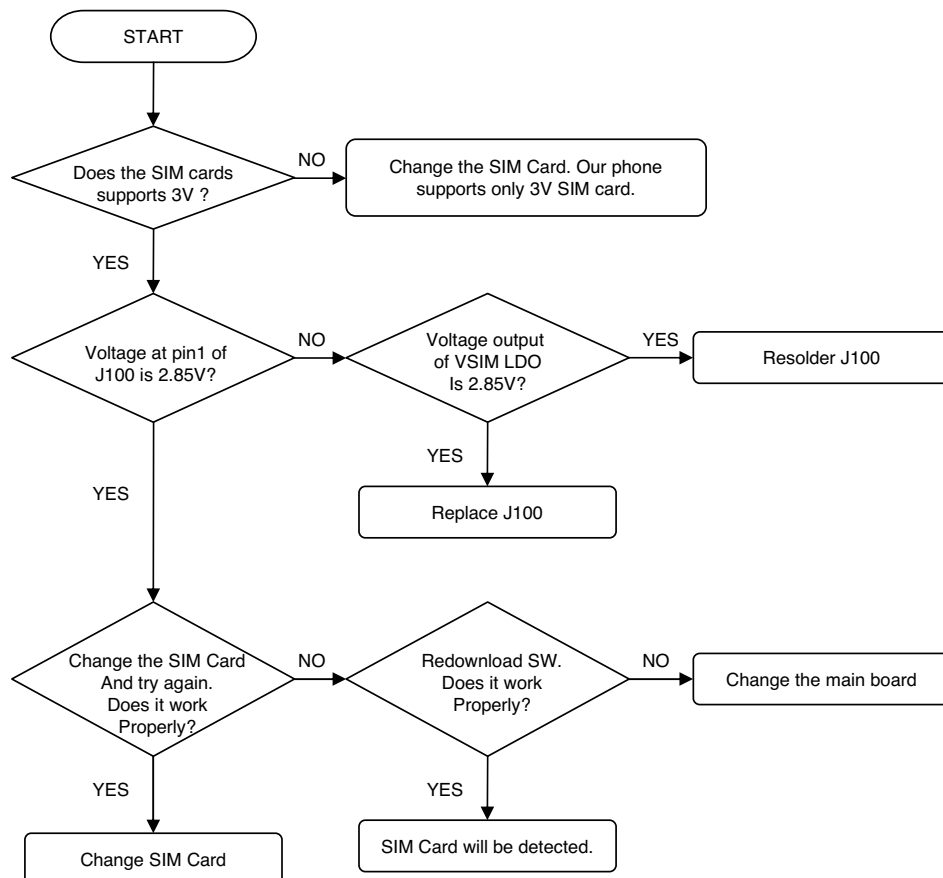 START
Does the SIM cards
supports 3V ?
NO
Change the SIM Card. Our phone
supports only 3V SIM card.
YES
Voltage at pin1 of
J100 is 2.85V?
NO
Voltage output
of VSIM LDO
Is 2.85V?
YES
Resolder J100
YES
Replace J100
YES
Change the SIM Card
And try again.
Does it work
Properly?
NO
Redownload SW.
Does it work
Properly?
NO
Change the main board
YES
Change SIM Card
YES
SIM Card will be detected.